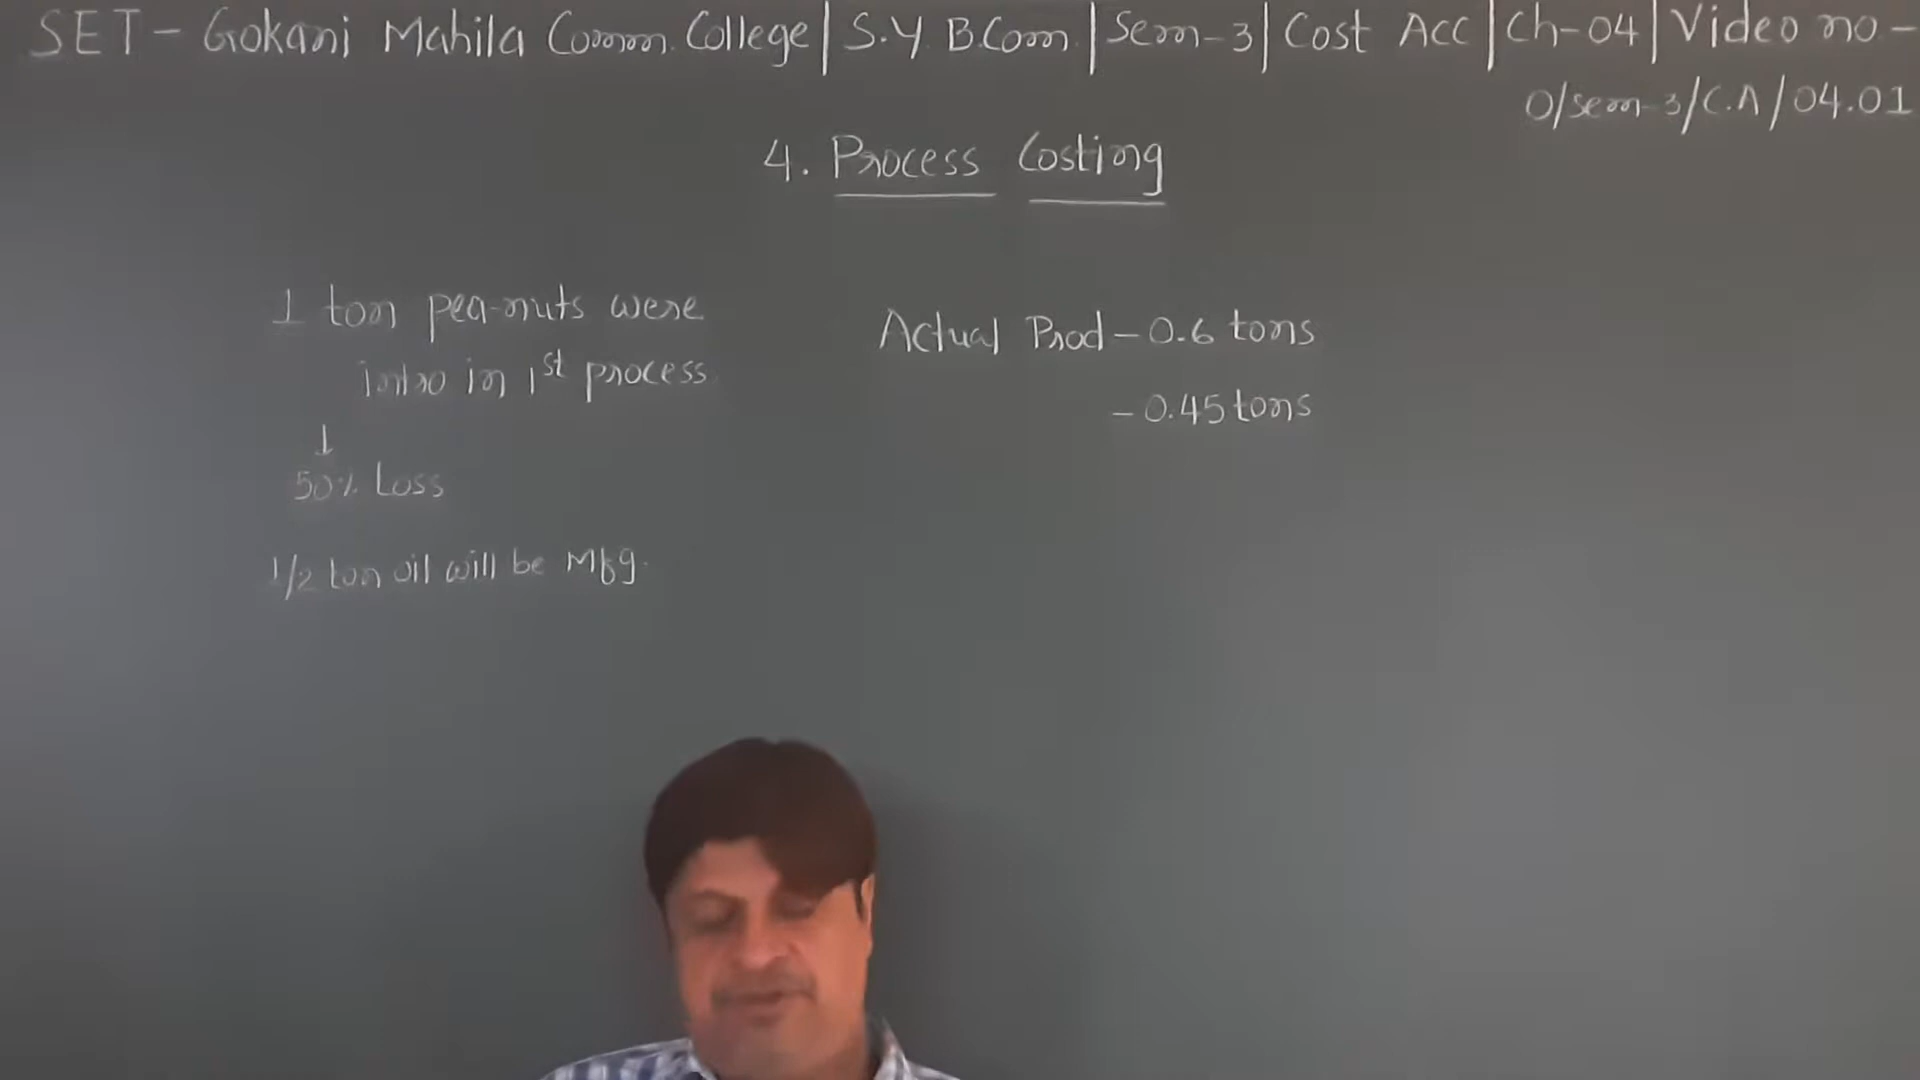 SET - Gokani Mahila Comm. College | S.Y. B.Com. | Sem-3 | Cost Acc | Ch-04 | Video no -
0/sem-3/C.A/04.01
4. Process Costing
1 ton pea-nuts were
intro in 1st process
↓
50% Loss
1/2 ton oil will be Mfg.
Actual Prod - 0.6 tons
- 0.45 tons